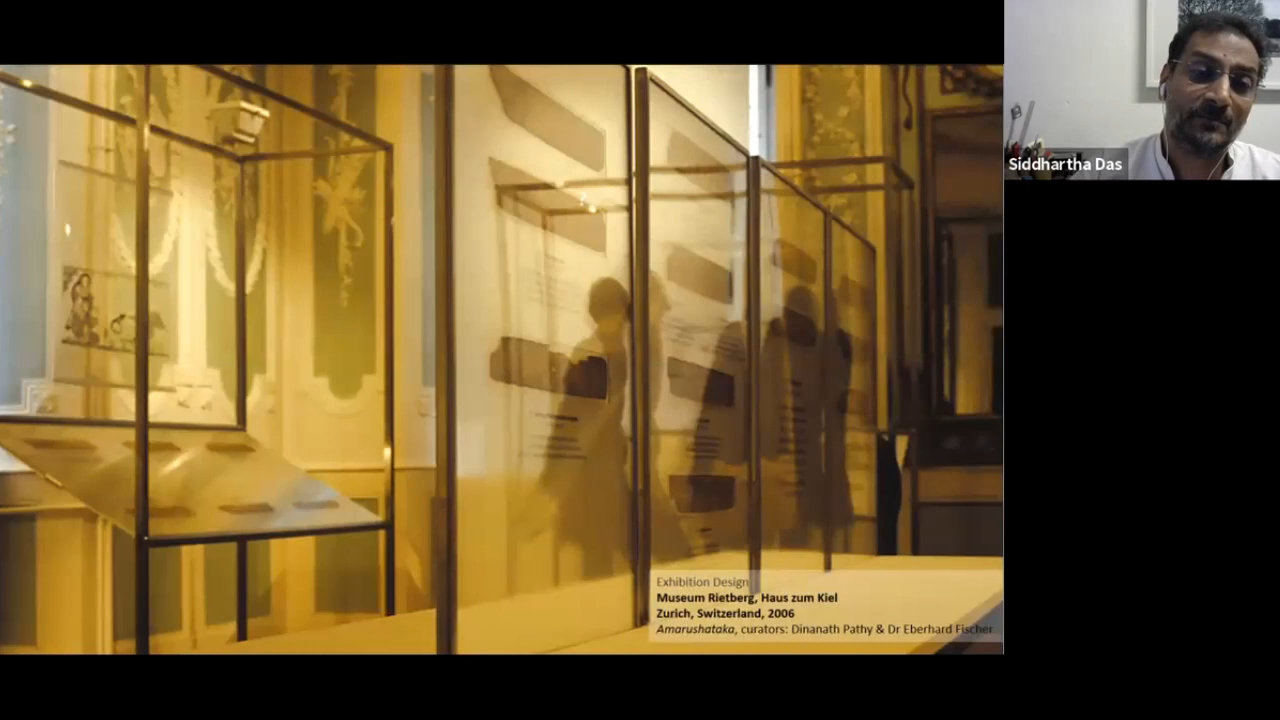 Siddhartha Das
Exhibition Design
Museum Rietberg, Haus zum Kiel
Zurich, Switzerland, 2006
Amarushataka, curators: Dinanath Pathy & Dr Eberhard Fischer